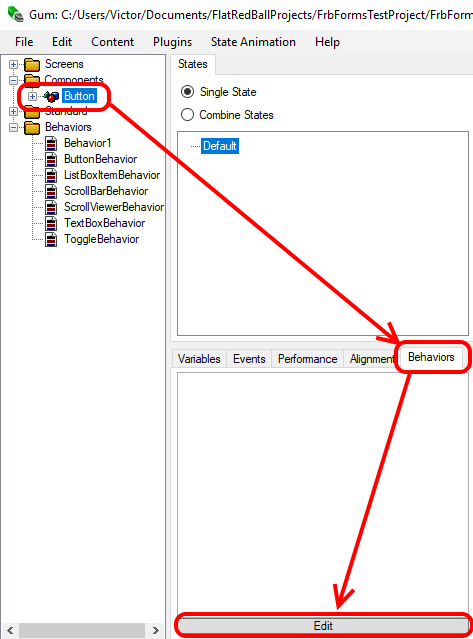 Gum: C:/Users/Victor/Documents/FlatRedBallProjects/FrbFormsTestProject/FrbForms
File Edit Content Plugins State Animation View Help
Screens
Components
Button
Standard
Behaviors
Behavior1
ButtonBehavior
ListBoxItemBehavior
ScrollBarBehavior
ScrollViewerBehavior
TextBoxBehavior
ToggleBehavior
States
Single State
Combine States
Default
Variables Events Performance Alignment Behaviors
Edit